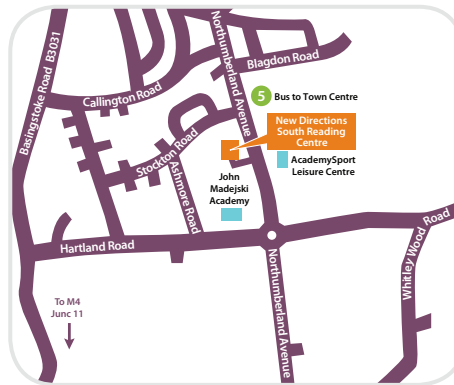 Basingstoke Road B3031
Northumberland Avenue
Blagdon Road
Callington Road
5 Bus to Town Centre
New Directions
South Reading
Centre
Stockton Road
AcademySport
Leisure Centre
Ashmore Road
John
Madejski
Academy
Hartland Road
Whitley Wood Road
Northumberland Avenue
To M4
Junc 11